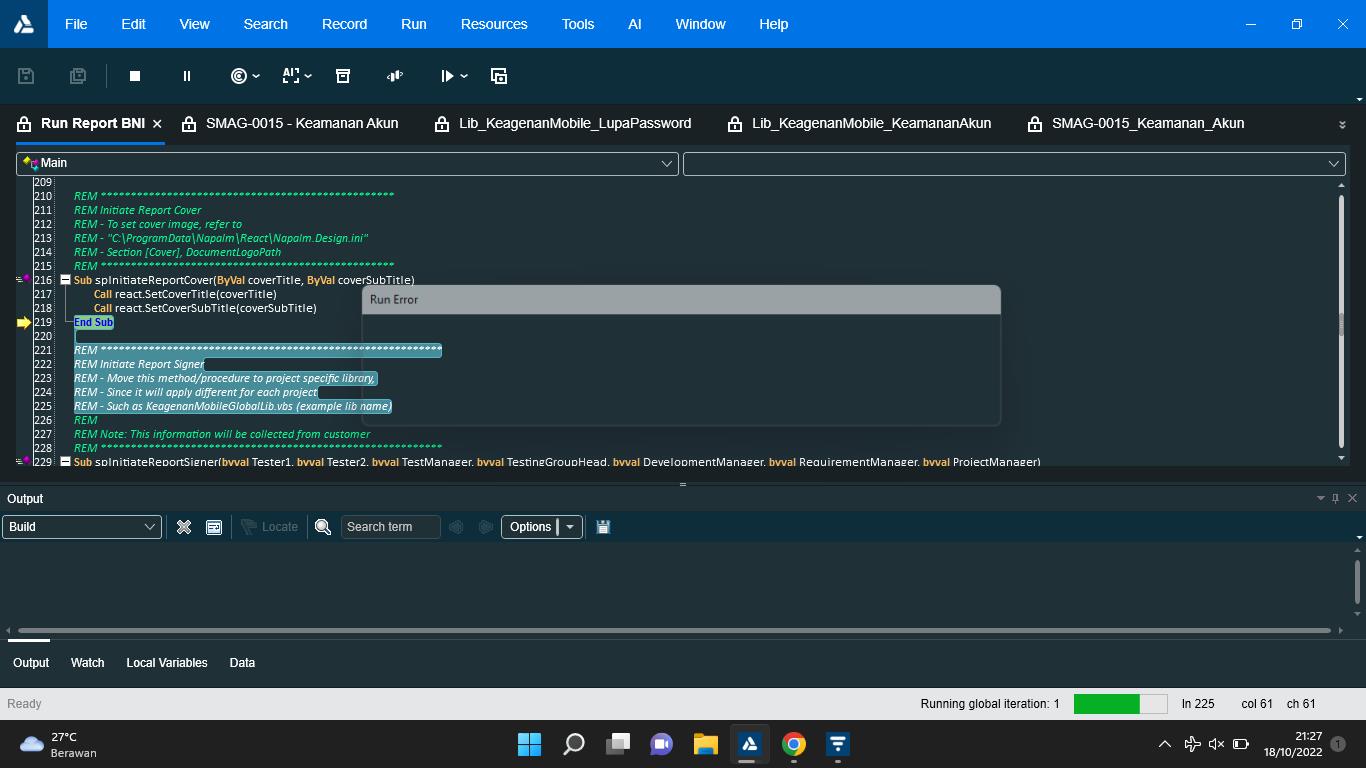 File Edit View Search Record Run Resources Tools AI Window Help
AI
Run Report BNI SMAG-0015 - Keamanan Akun Lib_KeagenanMobile_LupaPassword Lib_KeagenanMobile_KeamananAkun SMAG-0015_Keamanan_Akun
Main
209
210 REM *************************************************
211 REM Initiate Report Cover
212 REM - To set cover image, refer to
213 REM - "C:\ProgramData\Napalm\React\Napalm.Design.ini"
214 REM - Section [Cover], DocumentLogoPath
215 REM *************************************************
216 Sub spInitiateReportCover(ByVal coverTitle, ByVal coverSubTitle)
217 Call react.SetCoverTitle(coverTitle)
218 Call react.SetCoverSubTitle(coverSubTitle)
219 End Sub
220
221 REM *********************************************************
222 REM Initiate Report Signer
223 REM - Move this method/procedure to project specific library,
224 REM - Since it will apply different for each project
225 REM - Such as KeagenanMobileGlobalLib.vbs (example lib name)
226 REM
227 REM Note: This information will be collected from customer
228 REM *********************************************************
229 Sub spInitiateReportSigner(byval Tester1, byval Tester2, byval TestManager, byval TestingGroupHead, byval DevelopmentManager, byval RequirementManager, byval ProjectManager)
Run Error
Output
Build Locate Search term Options
Output Watch Local Variables Data
Ready Running global iteration: 1 ln 225 col 61 ch 61
27°C
Berawan
21:27
18/10/2022
1